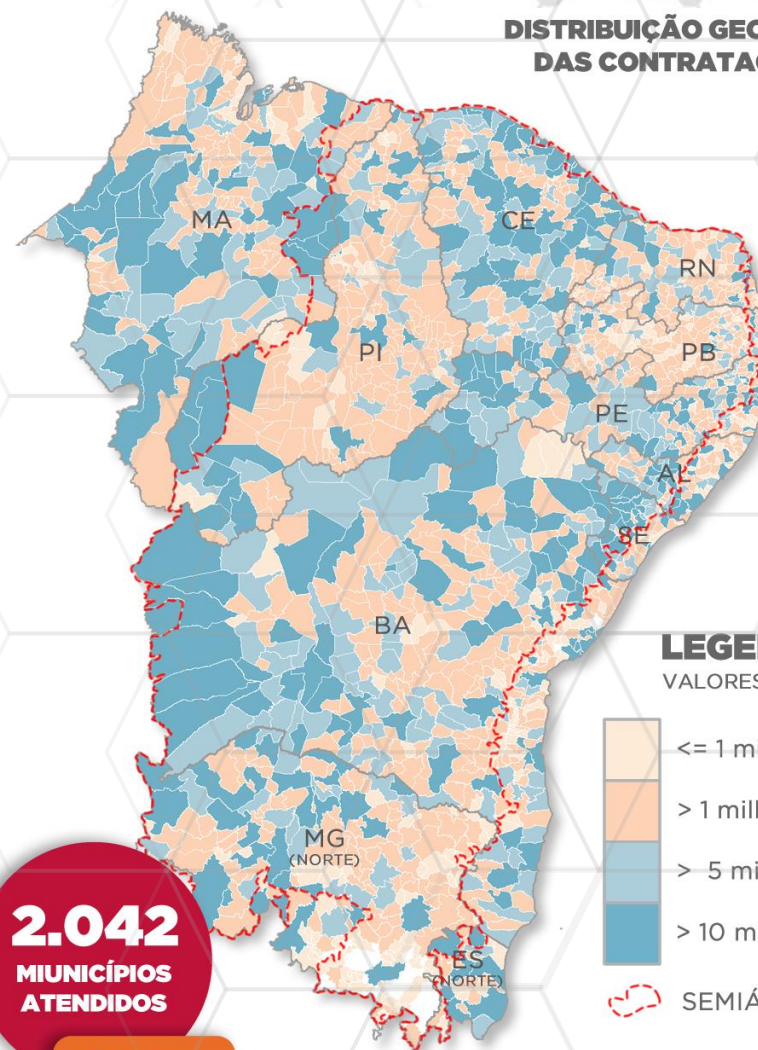 DISTRIBUIÇÃO GEO
DAS CONTRATAÇ
MA
CE
RN
PI
PB
PE
AL
SE
BA
LEGE
VALORES
<= 1 mi
> 1 mill
> 5 mi
> 10 m
MG
(NORTE)
2.042
MIUNICÍPIOS
ATENDIDOS
ES
(NORTE)
SEMIÁ